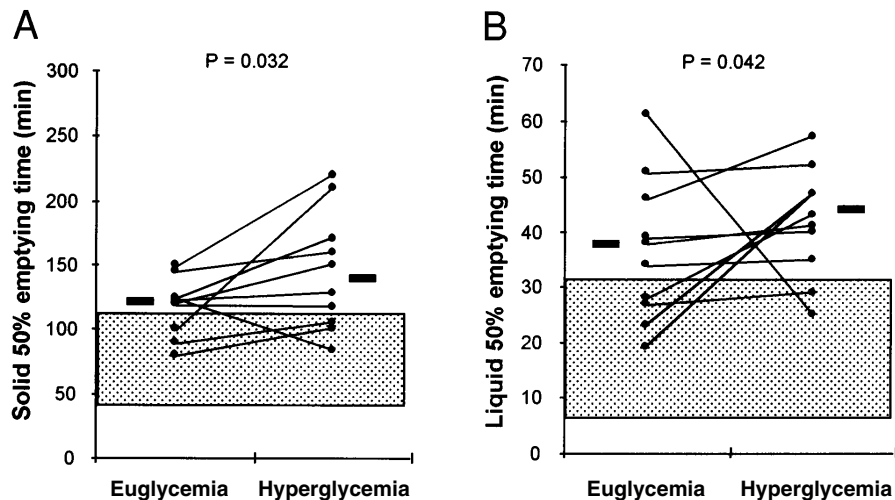 A
P = 0.032
Solid 50% emptying time (min)
300
250
200
150
100
50
0
Euglycemia Hyperglycemia
B
P = 0.042
Liquid 50% emptying time (min)
70
60
50
40
30
20
10
0
Euglycemia Hyperglycemia